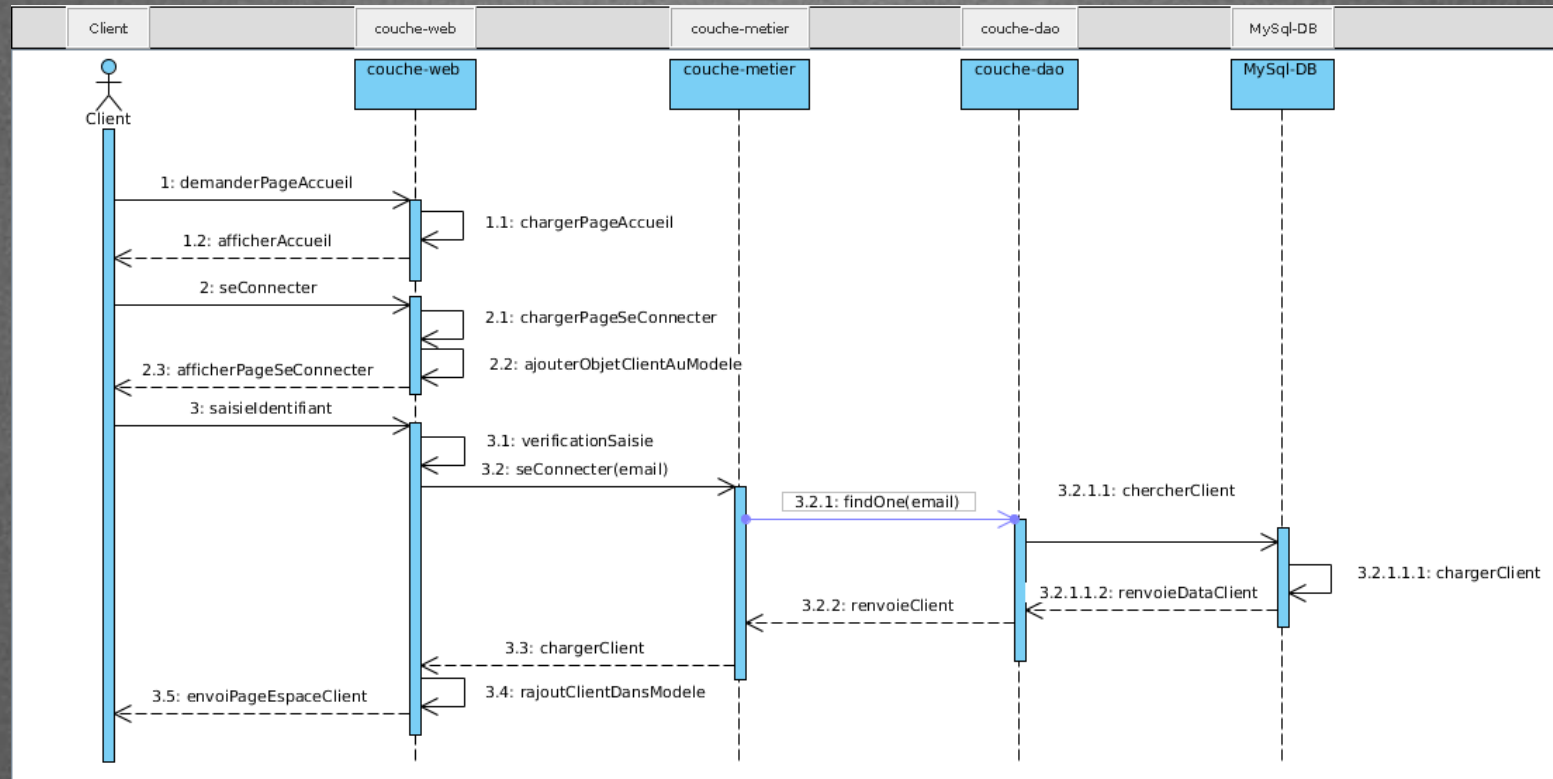 Client
couche-web
couche-metier
couche-dao
MySql-DB
couche-web
couche-metier
couche-dao
MySql-DB
Client
1: demanderPageAccueil
1.1: chargerPageAccueil
1.2: afficherAccueil
2: seConnecter
2.1: chargerPageSeConnecter
2.2: ajouterObjetClientAuModele
2.3: afficherPageSeConnecter
3: saisieIdentifiant
3.1: verificationSaisie
3.2: seConnecter(email)
3.2.1: findOne(email)
3.2.1.1: chercherClient
3.2.1.1.1: chargerClient
3.2.1.1.2: renvoieDataClient
3.2.2: renvoieClient
3.3: chargerClient
3.4: rajoutClientDansModele
3.5: envoiPageEspaceClient